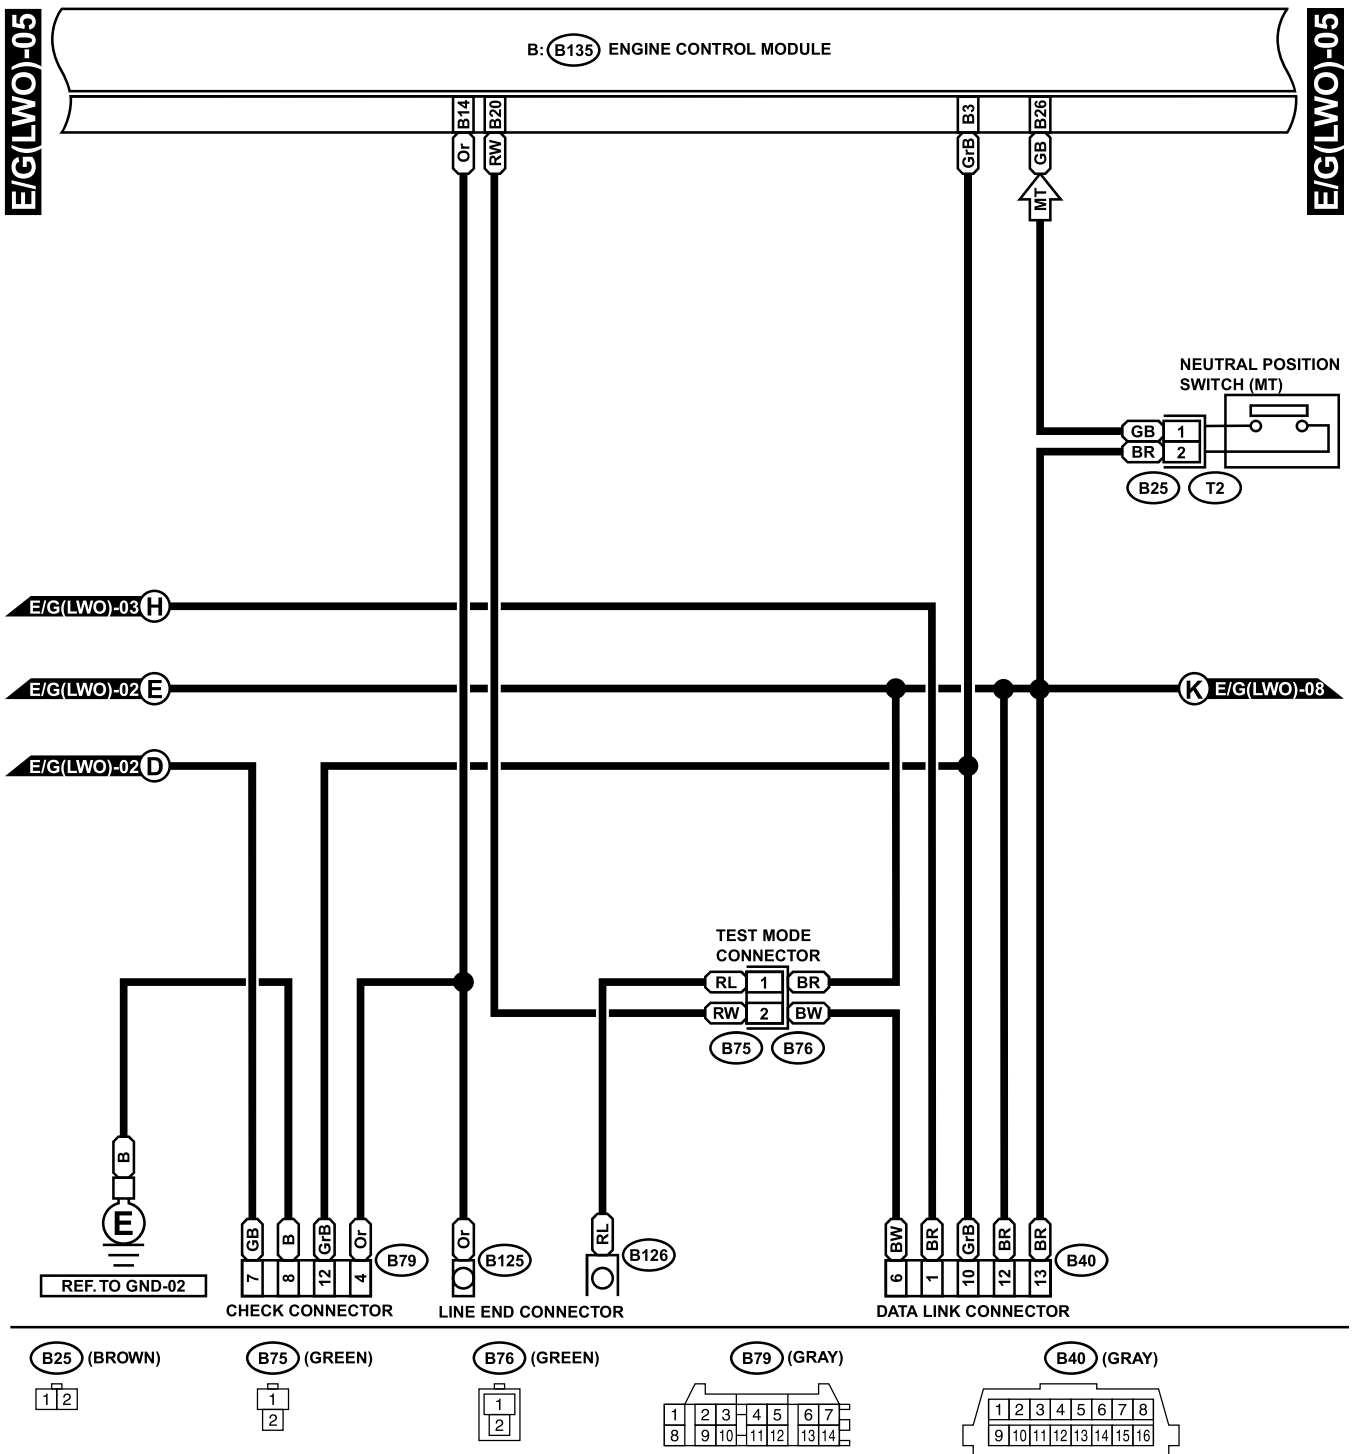 E/G(LWO)-05
E/G(LWO)-05
B: B135 ENGINE CONTROL MODULE
B14 B20 B3 B26
Or RW GrB GB
MT
NEUTRAL POSITION
SWITCH (MT)
GB 1
BR 2
B25 T2
E/G(LWO)-03 H
E/G(LWO)-02 E
K E/G(LWO)-08
E/G(LWO)-02 D
TEST MODE
CONNECTOR
RL 1 BR
RW 2 BW
B75 B76
B
E
REF. TO GND-02
GB B GrB Or
7 8 12 4
B79
CHECK CONNECTOR
Or
B125
RL
B126
LINE END CONNECTOR
BW BR GrB BR BR
6 1 10 12 13
B40
DATA LINK CONNECTOR
B25 (BROWN)
1 2
B75 (GREEN)
1
2
B76 (GREEN)
1
2
B79 (GRAY)
1 2 3 4 5 6 7
8 9 10 11 12 13 14
B40 (GRAY)
1 2 3 4 5 6 7 8
9 10 11 12 13 14 15 16